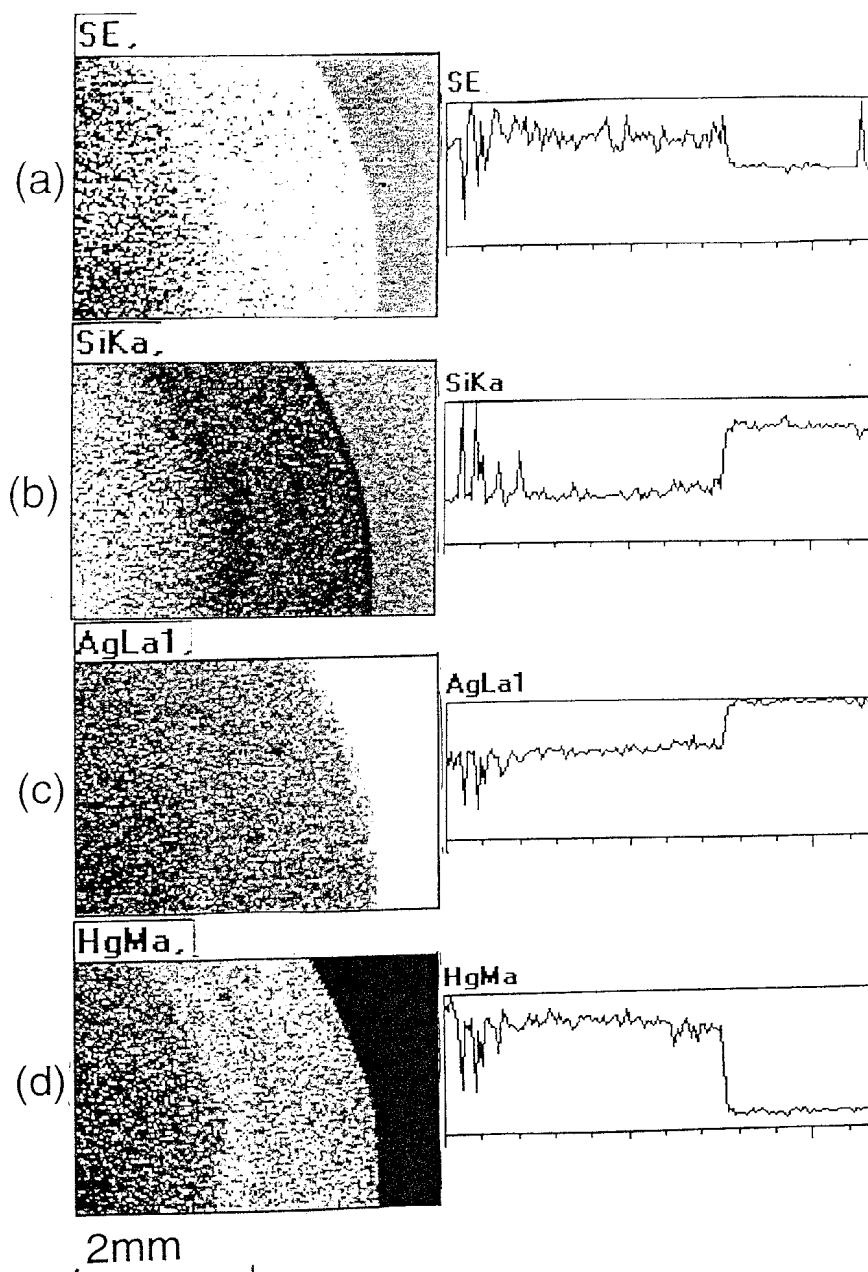 SE,
SE
(a)
SiKa,
SiKa
(b)
AgLa1,
AgLa1
(c)
HgMa,
HgMa
(d)
2mm